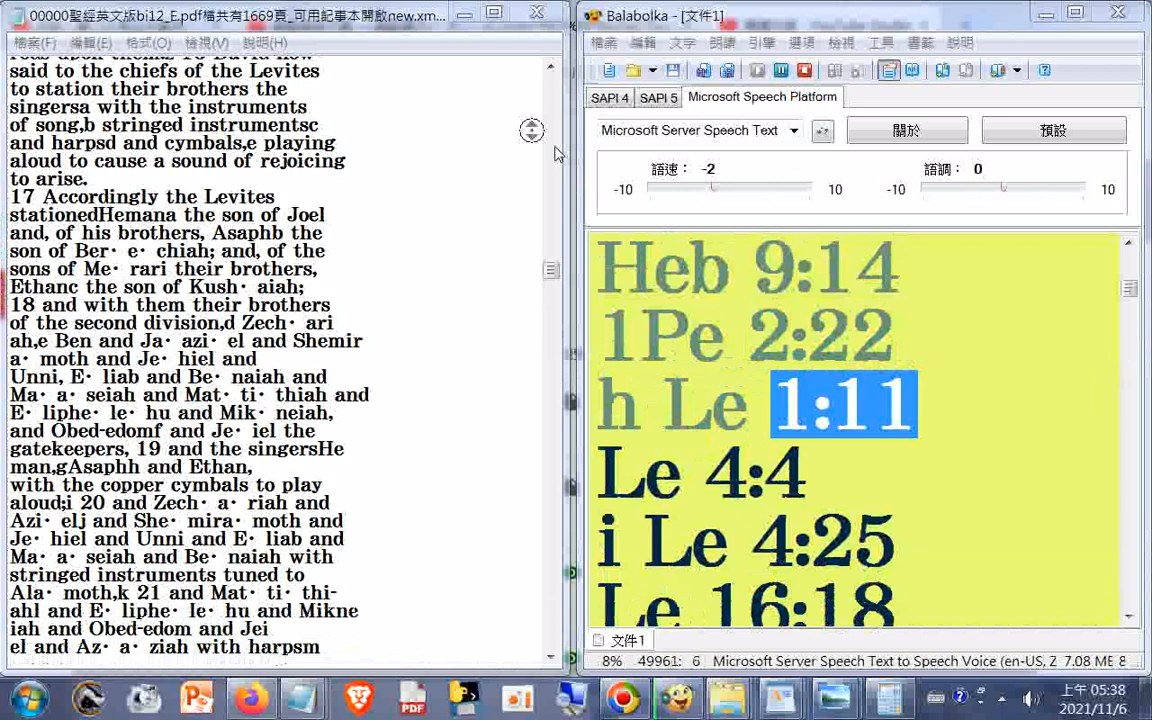 00000聖經英文版bi12_E.pdf檔共有1669頁_可用記事本開啟new.xm...
檔案(F) 編輯(E) 格式(O) 檢視(V) 說明(H)
said to the chiefs of the Levites
to station their brothers the
singersa with the instruments
of song,b stringed instrumentsc
and harpsd and cymbals,e playing
aloud to cause a sound of rejoicing
to arise.
17 Accordingly the Levites
stationedHemana the son of Joel
and, of his brothers, Asaphb the
son of Ber· e· chiah; and, of the
sons of Me· rari their brothers,
Ethanc the son of Kush· aiah;
18 and with them their brothers
of the second division,d Zech· ari
ah,e Ben and Ja· azi· el and Shemir
a· moth and Je· hiel and
Unni, E· liab and Be· naiah and
Ma· a· seiah and Mat· ti· thiah and
E· liphe· le· hu and Mik· neiah,
and Obed-edomf and Je· iel the
gatekeepers, 19 and the singersHe
man,gAsaphh and Ethan,
with the copper cymbals to play
aloud;i 20 and Zech· a· riah and
Azi· elj and She· mira· moth and
Je· hiel and Unni and E· liab and
Ma· a· seiah and Be· naiah with
stringed instruments tuned to
Ala· moth,k 21 and Mat· ti· thi-
ahl and E· liphe· le· hu and Mikne
iah and Obed-edom and Jei
el and Az· a· ziah with harpsm
Balabolka - [文件1]
檔案 編輯 文字 朗讀 引擎 選項 檢視 工具 書籤 說明
SAPI 4 SAPI 5 Microsoft Speech Platform
Microsoft Server Speech Text 關於 預設
語速： -2 語調： 0
-10 10 -10 10
Heb 9:14
1Pe 2:22
h Le 1:11
Le 4:4
i Le 4:25
Le 16:18
文件1
8% 49961: 6 Microsoft Server Speech Text to Speech Voice (en-US, Z 7.08 MB 8
上午 05:38
2021/11/6